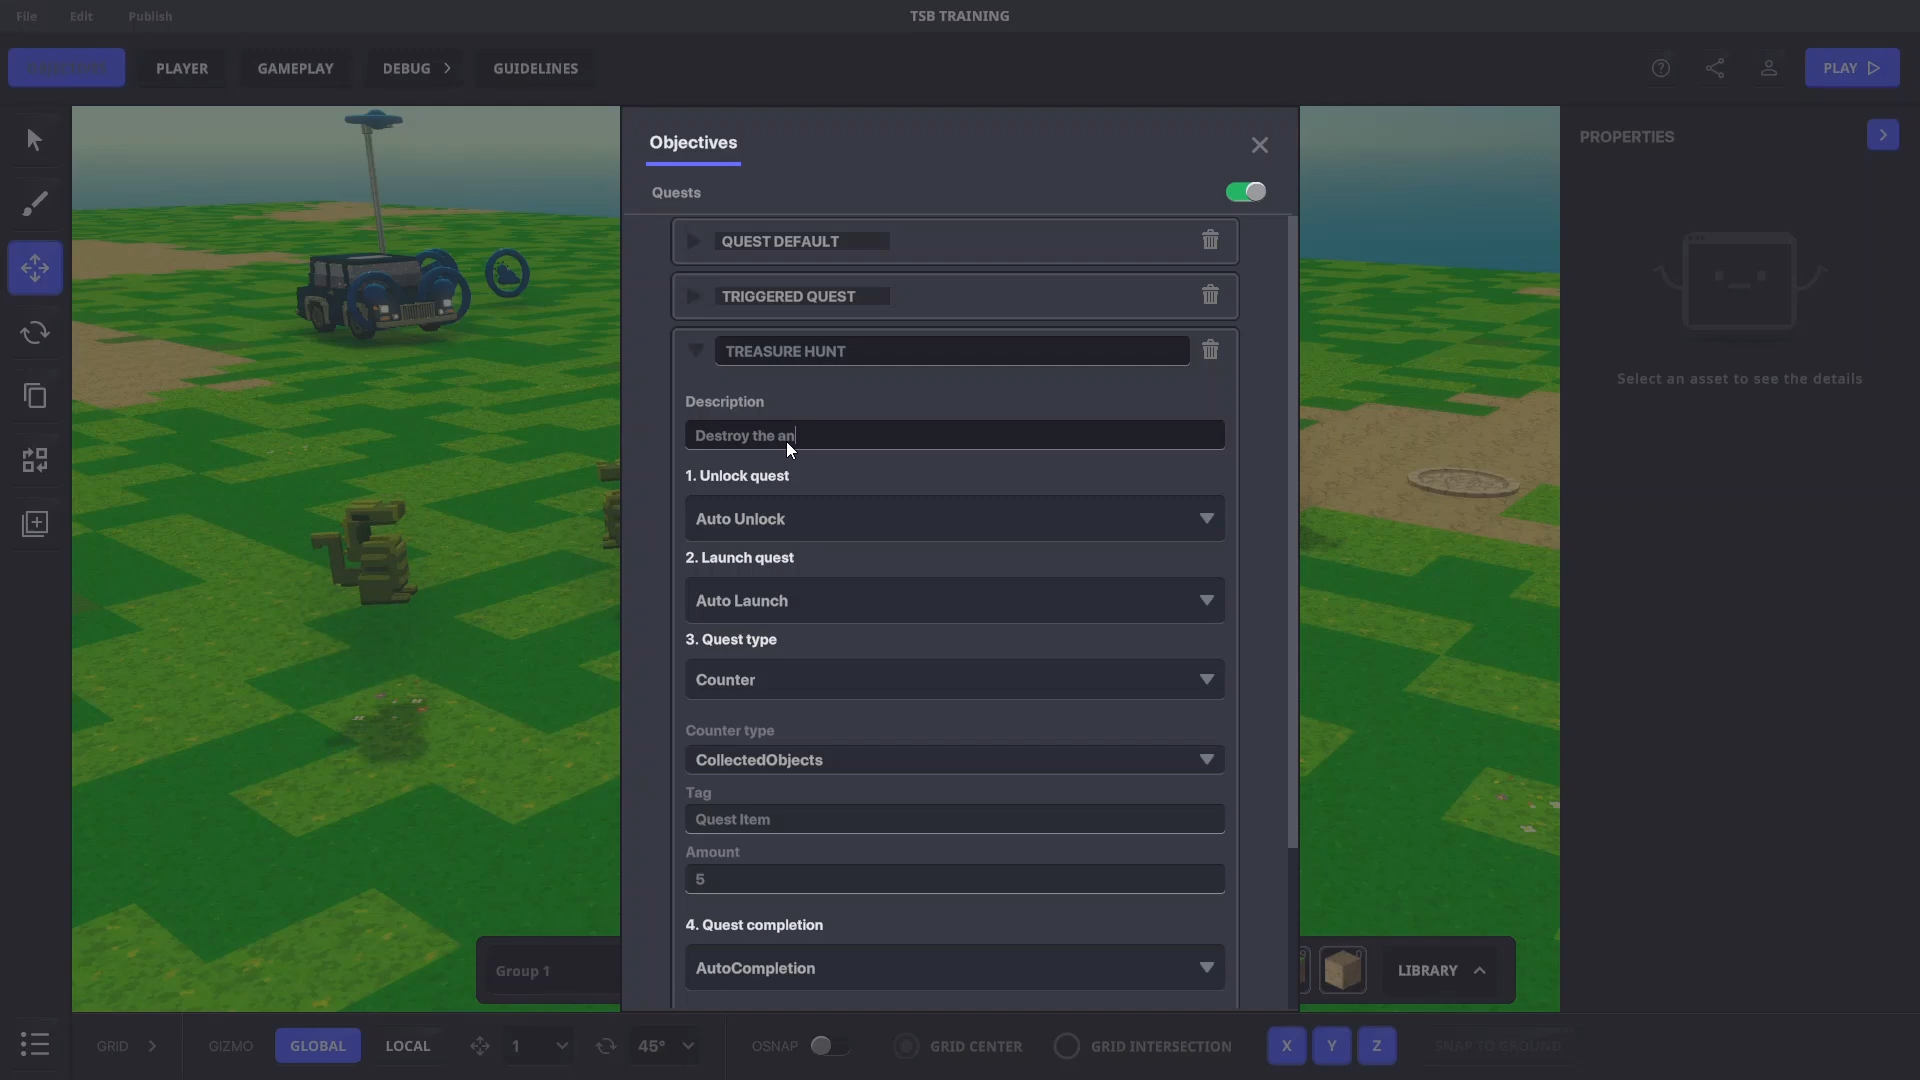 File Edit Publish
TSB TRAINING
PLAYER GAMEPLAY DEBUG GUIDELINES
PLAY
Objectives
PROPERTIES
Quests
QUEST DEFAULT
TRIGGERED QUEST
TREASURE HUNT
Select an asset to see the details
Description
Destroy the an
1. Unlock quest
Auto Unlock
2. Launch quest
Auto Launch
3. Quest type
Counter
Counter type
CollectedObjects
Tag
Quest Item
Amount
5
4. Quest completion
AutoCompletion
Group 1
LIBRARY
GRID GIZMO GLOBAL LOCAL 1 45° OSNAP GRID CENTER GRID INTERSECTION X Y Z SNAP TO GROUND